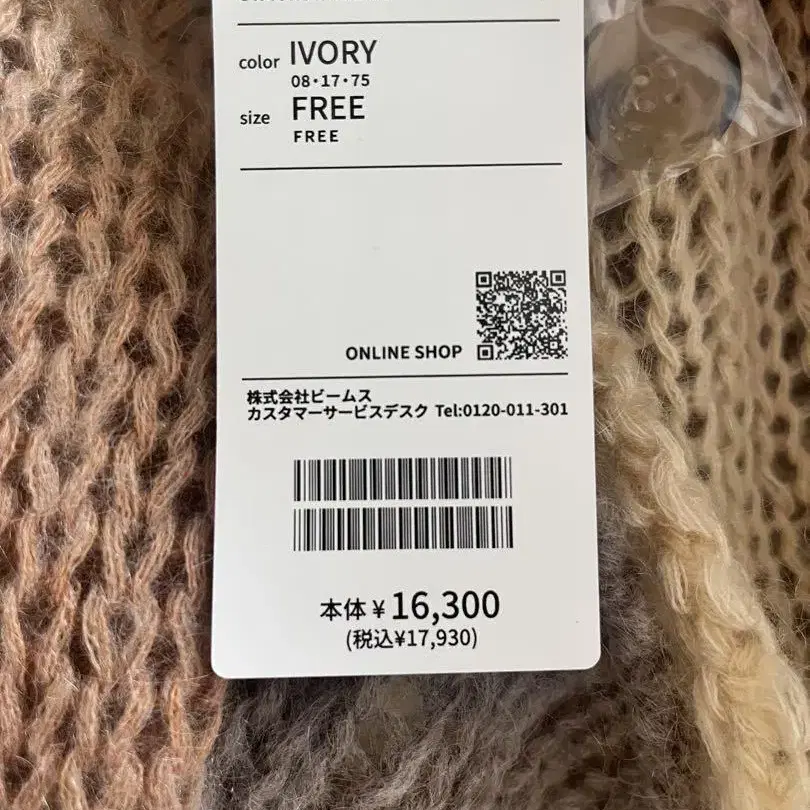 color IVORY
08・17・75
size FREE
FREE
ONLINE SHOP
株式会社ビームス
カスタマーサービスデスク Tel:0120-011-301
本体¥16,300
(税込¥17,930)